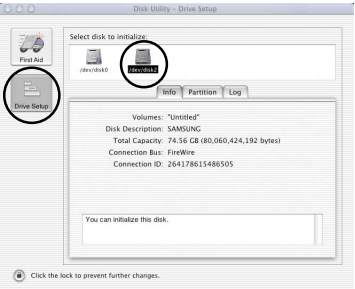 Disk Utility - Drive Setup
Select disk to initialize:
First Aid
Drive Setup
/dev/disk0
/dev/disk2
Info
Partition
Log
Volumes: "Untitled"
Disk Description: SAMSUNG
Total Capacity: 74.56 GB (80,060,424,192 bytes)
Connection Bus: FireWire
Connection ID: 264178615486505
You can initialize this disk.
Click the lock to prevent further changes.